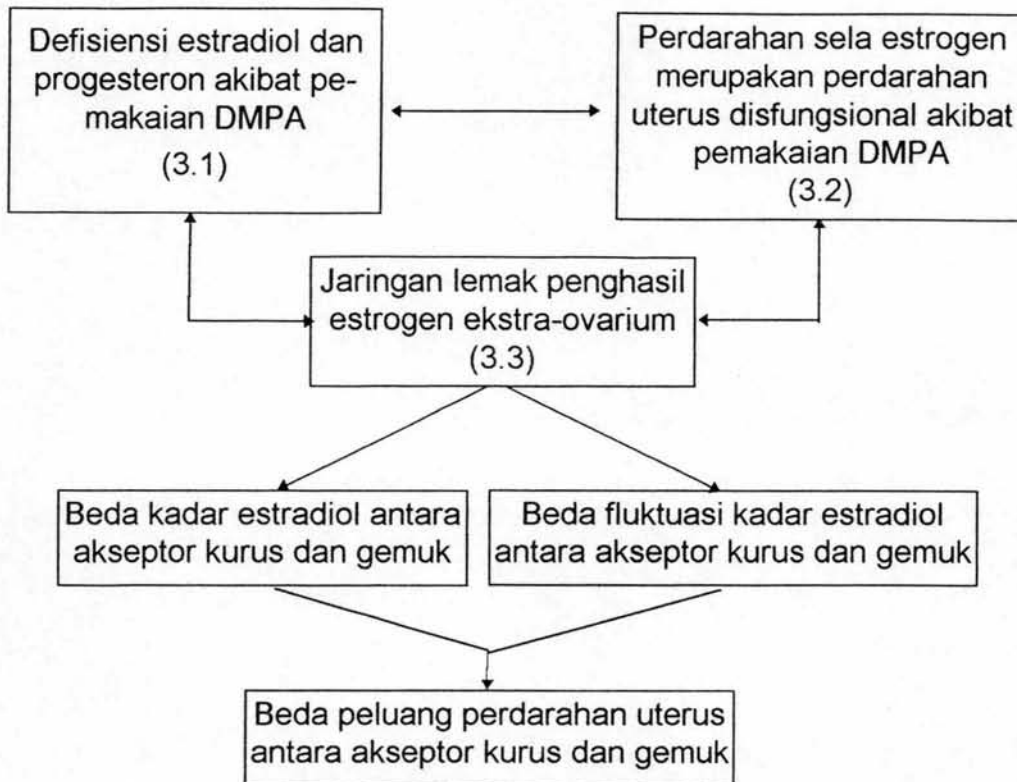 Defisiensi estradiol dan
progesteron akibat pe-
makaian DMPA
(3.1)
Perdarahan sela estrogen
merupakan perdarahan
uterus disfungsional akibat
pemakaian DMPA
(3.2)
Jaringan lemak penghasil
estrogen ekstra-ovarium
(3.3)
Beda kadar estradiol antara
akseptor kurus dan gemuk
Beda fluktuasi kadar estradiol
antara akseptor kurus dan gemuk
Beda peluang perdarahan uterus
antara akseptor kurus dan gemuk